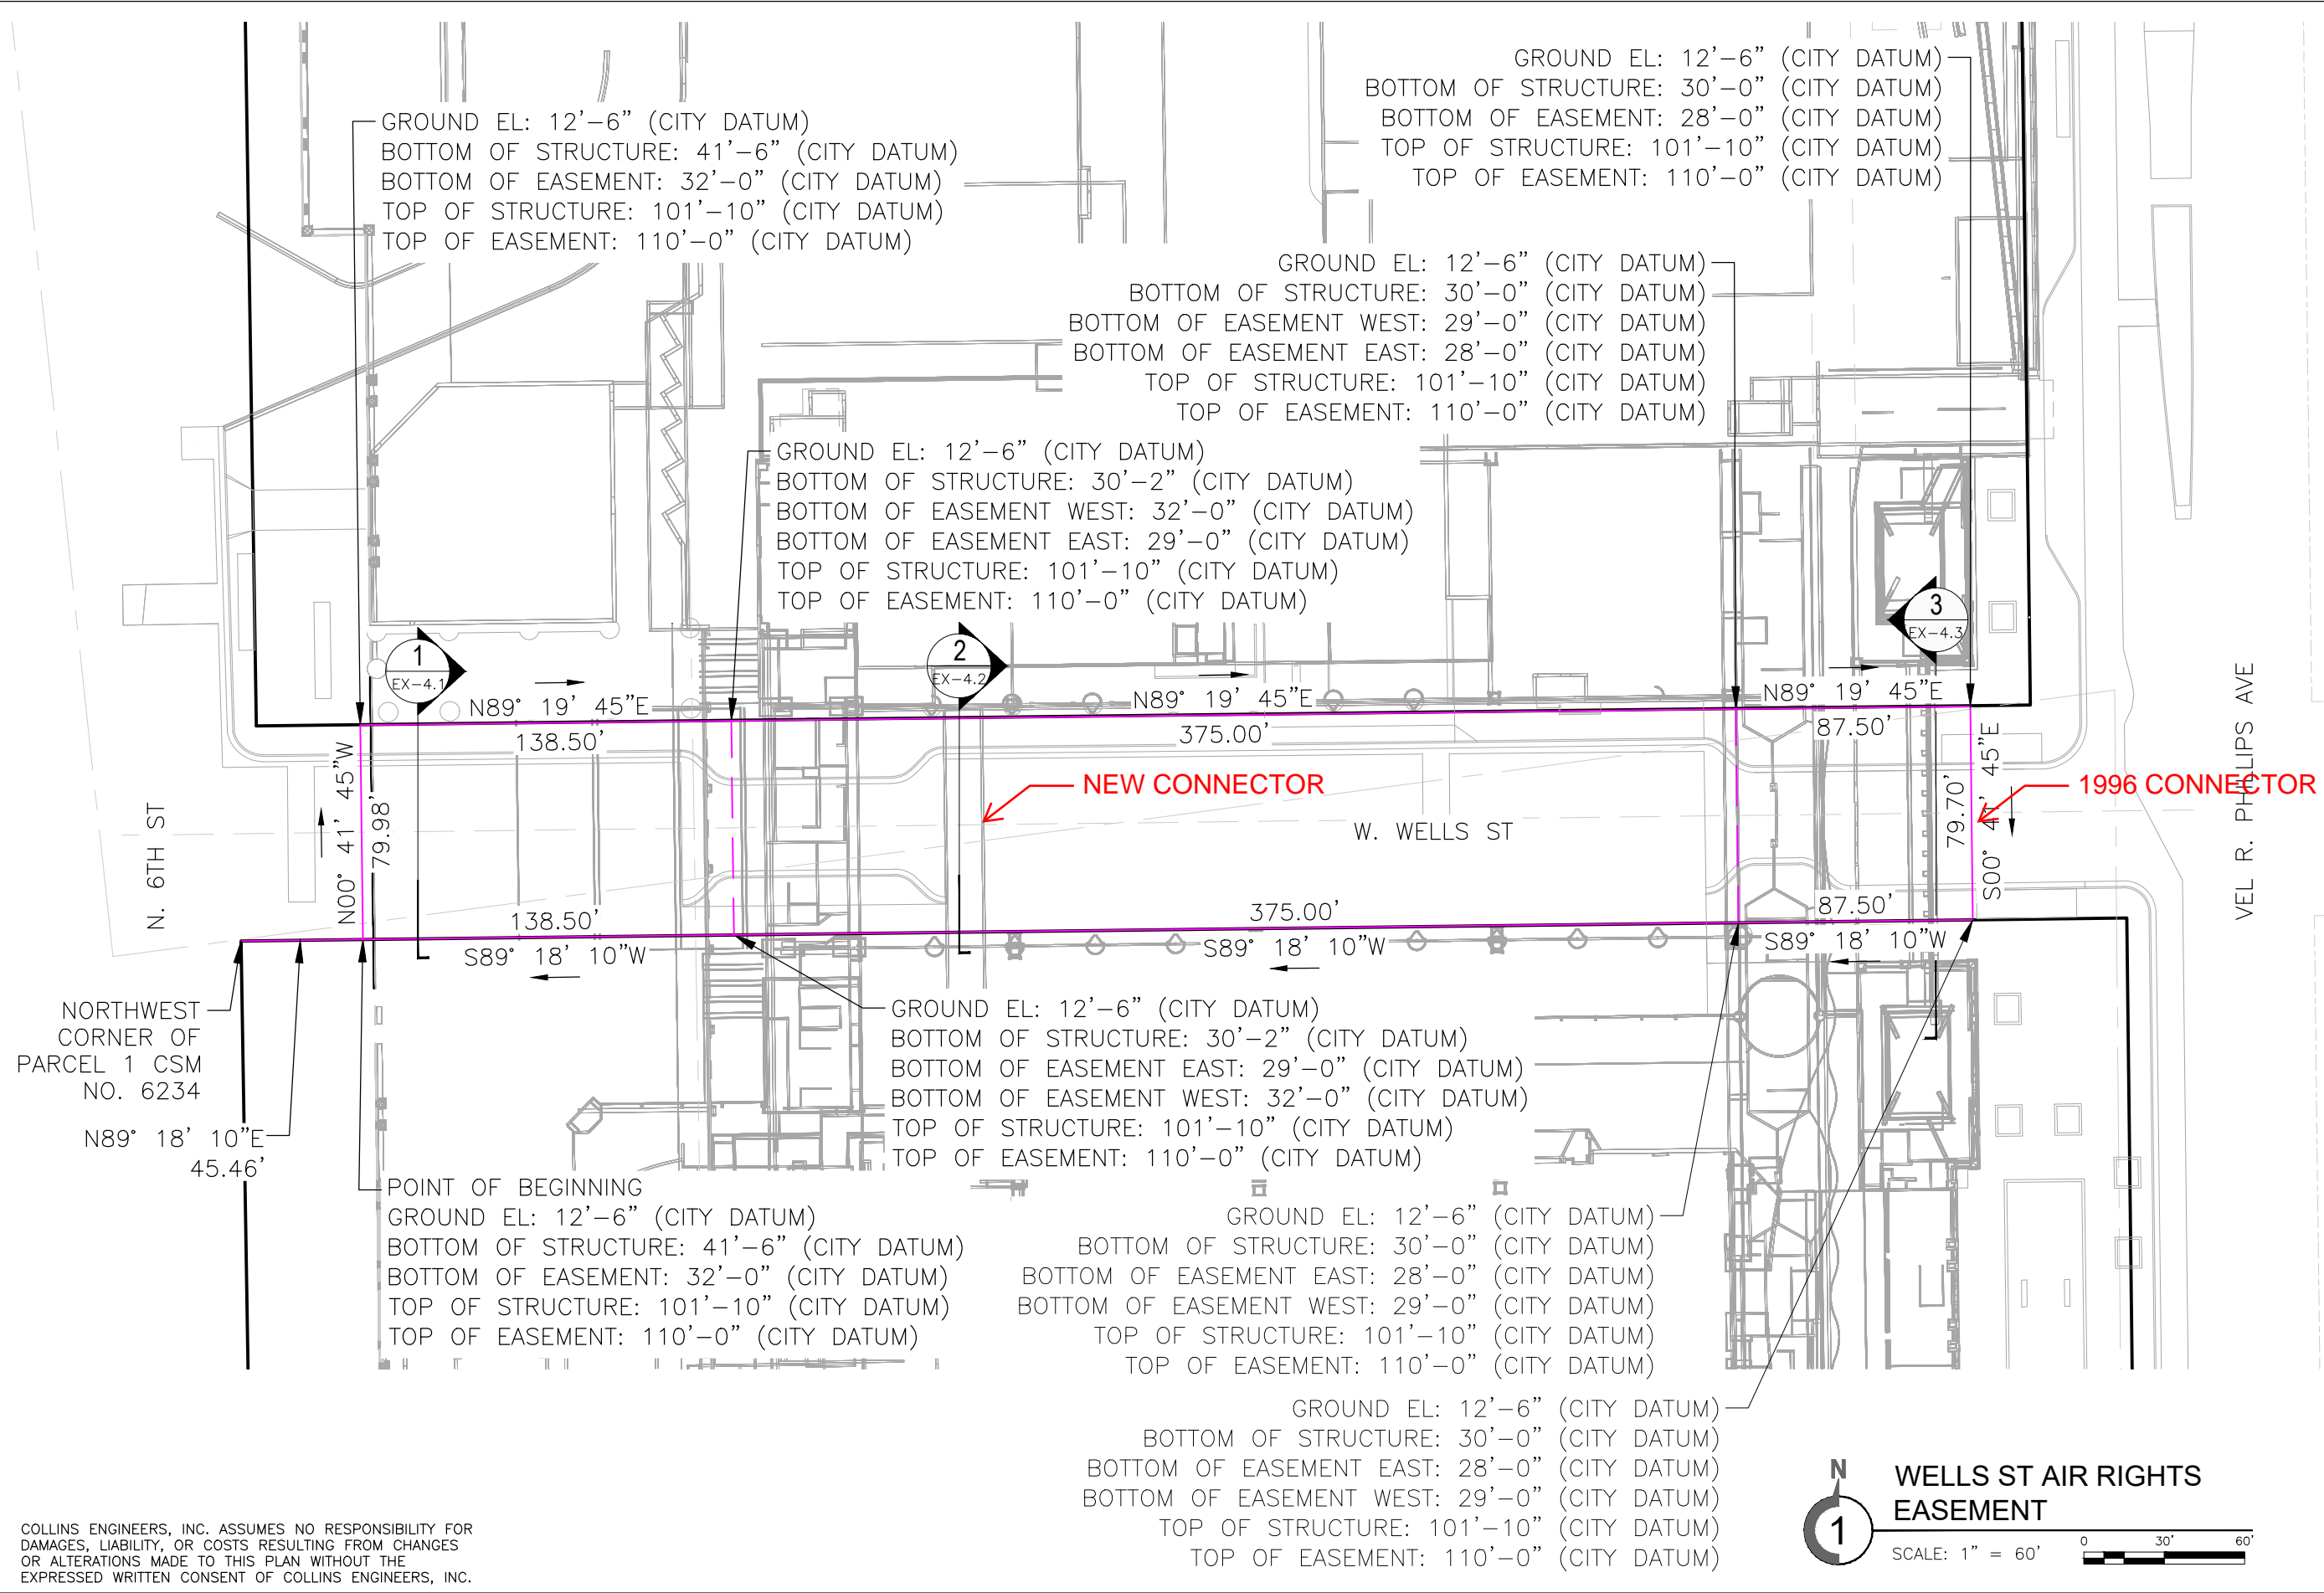 GROUND EL: 12'-6" (CITY DATUM)
BOTTOM OF STRUCTURE: 30'-0" (CITY DATUM)
BOTTOM OF EASEMENT: 28'-0" (CITY DATUM)
TOP OF STRUCTURE: 101'-10" (CITY DATUM)
TOP OF EASEMENT: 110'-0" (CITY DATUM)
GROUND EL: 12'-6" (CITY DATUM)
BOTTOM OF STRUCTURE: 41'-6" (CITY DATUM)
BOTTOM OF EASEMENT: 32'-0" (CITY DATUM)
TOP OF STRUCTURE: 101'-10" (CITY DATUM)
TOP OF EASEMENT: 110'-0" (CITY DATUM)
GROUND EL: 12'-6" (CITY DATUM)
BOTTOM OF STRUCTURE: 30'-0" (CITY DATUM)
BOTTOM OF EASEMENT WEST: 29'-0" (CITY DATUM)
BOTTOM OF EASEMENT EAST: 28'-0" (CITY DATUM)
TOP OF STRUCTURE: 101'-10" (CITY DATUM)
TOP OF EASEMENT: 110'-0" (CITY DATUM)
GROUND EL: 12'-6" (CITY DATUM)
BOTTOM OF STRUCTURE: 30'-2" (CITY DATUM)
BOTTOM OF EASEMENT WEST: 32'-0" (CITY DATUM)
BOTTOM OF EASEMENT EAST: 29'-0" (CITY DATUM)
TOP OF STRUCTURE: 101'-10" (CITY DATUM)
TOP OF EASEMENT: 110'-0" (CITY DATUM)
1
EX-4.1
2
EX-4.2
3
EX-4.3
N89° 19' 45"E
138.50'
N89° 19' 45"E
375.00'
N89° 19' 45"E
87.50'
N. 6TH ST
N00° 41' 45"W
79.98'
NEW CONNECTOR
W. WELLS ST
79.70'
S00° 41' 45"E
1996 CONNECTOR
VEL R. PHILLIPS AVE
138.50'
S89° 18' 10"W
375.00'
S89° 18' 10"W
87.50'
S89° 18' 10"W
NORTHWEST
CORNER OF
PARCEL 1 CSM
NO. 6234
N89° 18' 10"E
45.46'
GROUND EL: 12'-6" (CITY DATUM)
BOTTOM OF STRUCTURE: 30'-2" (CITY DATUM)
BOTTOM OF EASEMENT EAST: 29'-0" (CITY DATUM)
BOTTOM OF EASEMENT WEST: 32'-0" (CITY DATUM)
TOP OF STRUCTURE: 101'-10" (CITY DATUM)
TOP OF EASEMENT: 110'-0" (CITY DATUM)
POINT OF BEGINNING
GROUND EL: 12'-6" (CITY DATUM)
BOTTOM OF STRUCTURE: 41'-6" (CITY DATUM)
BOTTOM OF EASEMENT: 32'-0" (CITY DATUM)
TOP OF STRUCTURE: 101'-10" (CITY DATUM)
TOP OF EASEMENT: 110'-0" (CITY DATUM)
GROUND EL: 12'-6" (CITY DATUM)
BOTTOM OF STRUCTURE: 30'-0" (CITY DATUM)
BOTTOM OF EASEMENT EAST: 28'-0" (CITY DATUM)
BOTTOM OF EASEMENT WEST: 29'-0" (CITY DATUM)
TOP OF STRUCTURE: 101'-10" (CITY DATUM)
TOP OF EASEMENT: 110'-0" (CITY DATUM)
GROUND EL: 12'-6" (CITY DATUM)
BOTTOM OF STRUCTURE: 30'-0" (CITY DATUM)
BOTTOM OF EASEMENT EAST: 28'-0" (CITY DATUM)
BOTTOM OF EASEMENT WEST: 29'-0" (CITY DATUM)
TOP OF STRUCTURE: 101'-10" (CITY DATUM)
TOP OF EASEMENT: 110'-0" (CITY DATUM)
COLLINS ENGINEERS, INC. ASSUMES NO RESPONSIBILITY FOR
DAMAGES, LIABILITY, OR COSTS RESULTING FROM CHANGES
OR ALTERATIONS MADE TO THIS PLAN WITHOUT THE
EXPRESSED WRITTEN CONSENT OF COLLINS ENGINEERS, INC.
N
1
WELLS ST AIR RIGHTS
EASEMENT
SCALE: 1" = 60'
0 30' 60'